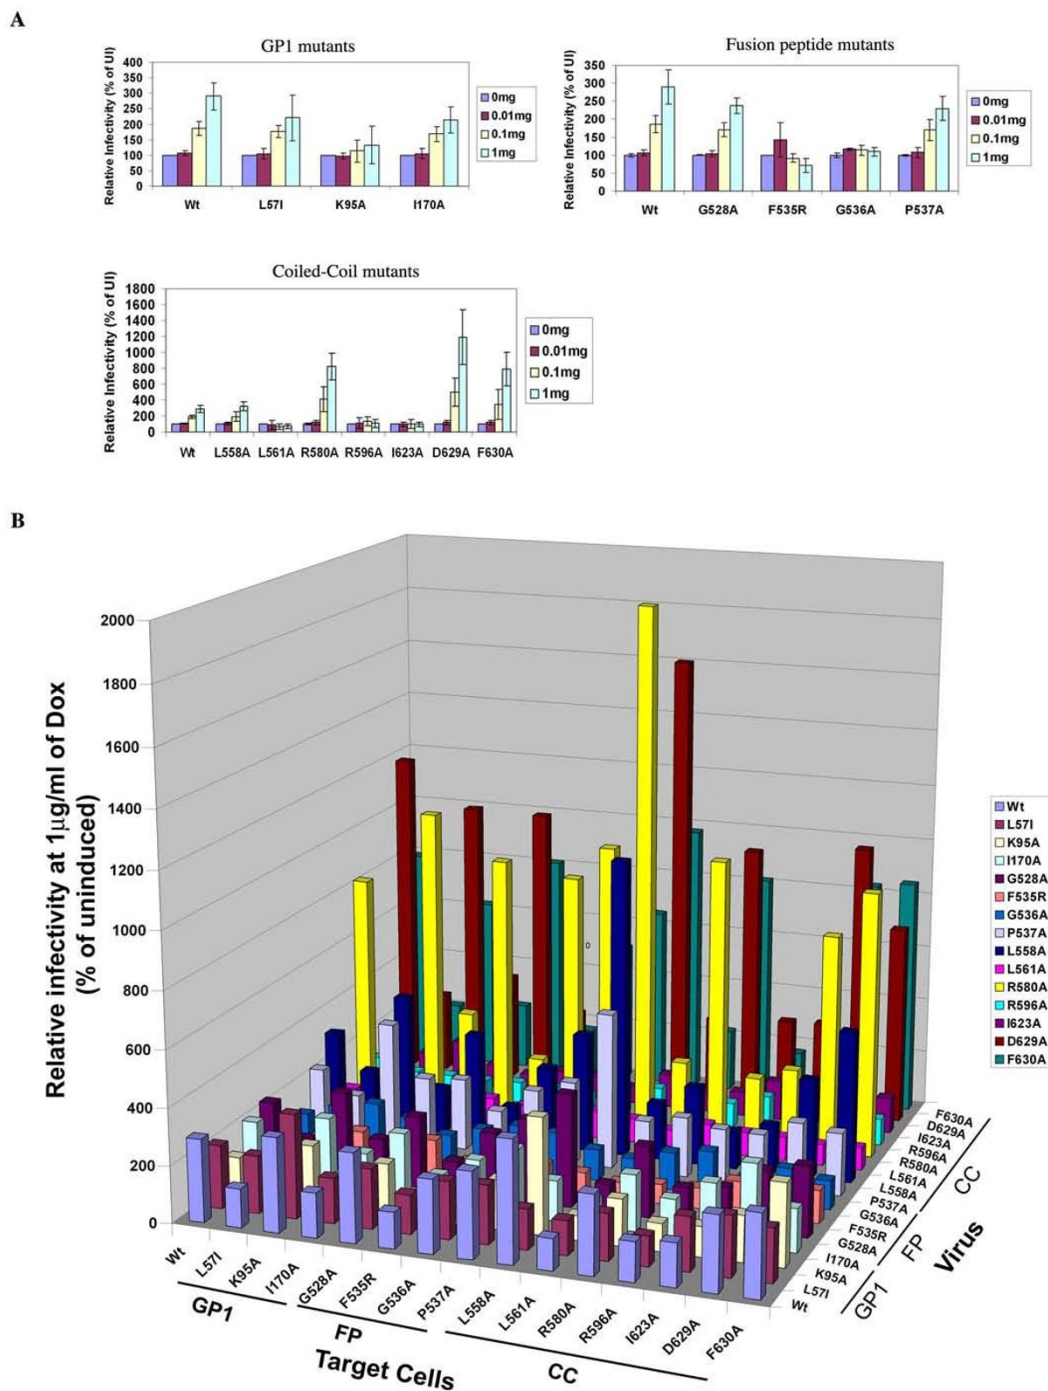 A
GP1 mutants
Relative Infectivity (% of UI)
400
350
300
250
200
150
100
50
0
Wt L57I K95A I170A
0mg
0.01mg
0.1mg
1mg
Fusion peptide mutants
Relative Infectivity (% of UI)
350
300
250
200
150
100
50
0
Wt G528A F535R G536A P537A
0mg
0.01mg
0.1mg
1mg
Coiled-Coil mutants
Relative Infectivity (% of UI)
1800
1600
1400
1200
1000
800
600
400
200
0
Wt L558A L561A R580A R596A I623A D629A F630A
0mg
0.01mg
0.1mg
1mg
B
Relative infectivity at 1µg/ml of Dox
(% of uninduced)
2000
1800
1600
1400
1200
1000
800
600
400
200
0
0
Wt
L57I
K95A
I170A
G528A
F535R
G536A
P537A
L558A
L561A
R580A
R596A
I623A
D629A
F630A
GP1
FP
CC
Target Cells
F630A
D629A
I623A
R596A
R580A
L561A
L558A
P537A
G536A
F535R
G528A
I170A
K95A
L57I
Wt
CC
FP
GP1
Virus
Wt
L57I
K95A
I170A
G528A
F535R
G536A
P537A
L558A
L561A
R580A
R596A
I623A
D629A
F630A